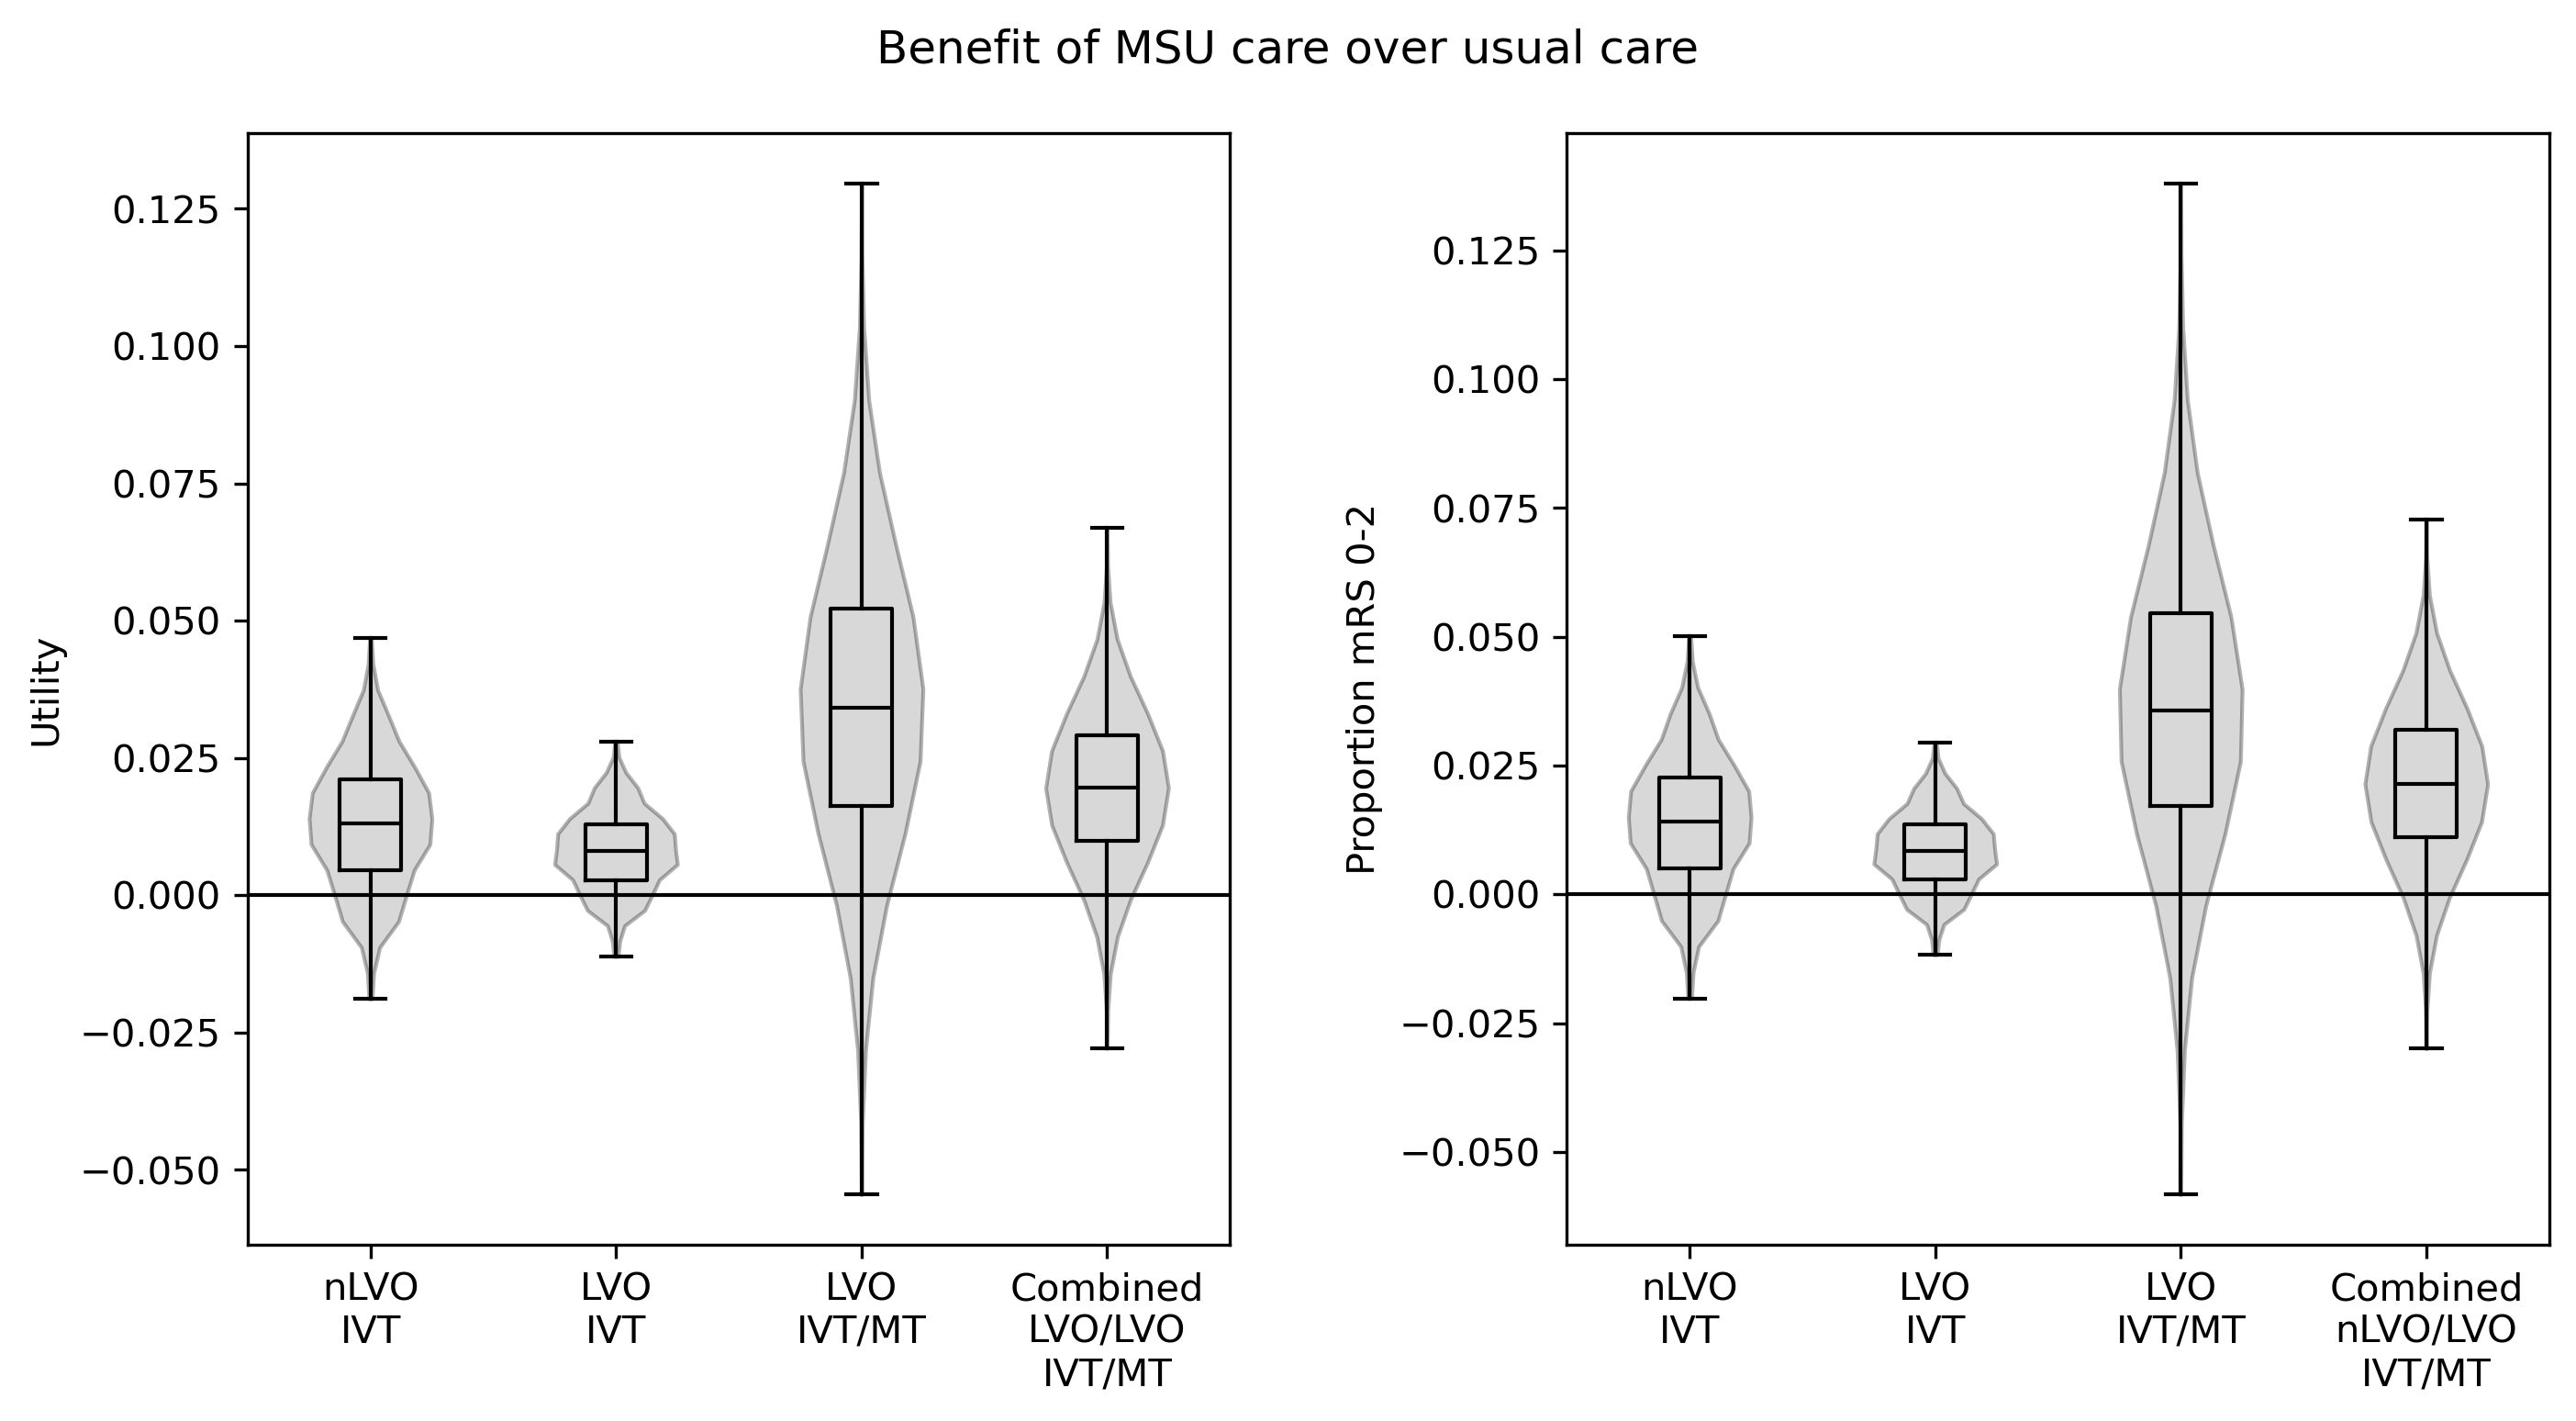 Benefit of MSU care over usual care
Utility
0.125
0.100
0.075
0.050
0.025
0.000
−0.025
−0.050
nLVO
IVT
LVO
IVT
LVO
IVT/MT
Combined
LVO/LVO
IVT/MT
Proportion mRS 0-2
0.125
0.100
0.075
0.050
0.025
0.000
−0.025
−0.050
nLVO
IVT
LVO
IVT
LVO
IVT/MT
Combined
nLVO/LVO
IVT/MT